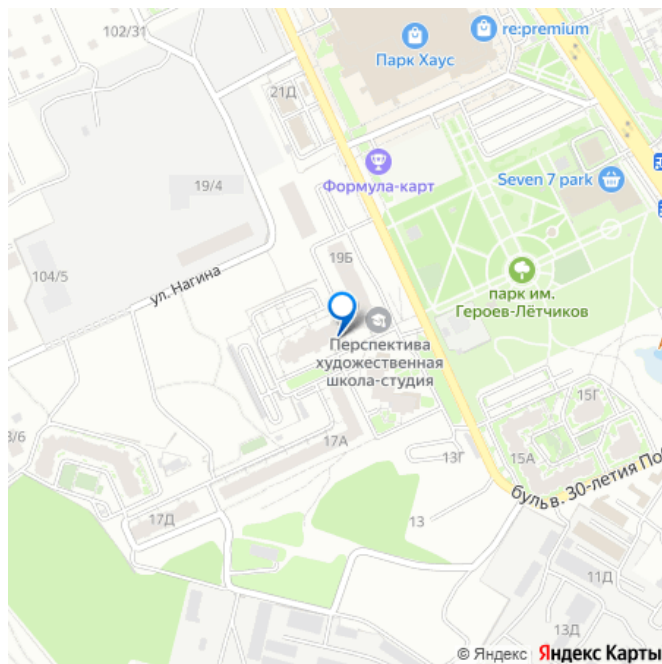 102/31
re:premium
Парк Хаус
21Д
Формула-карт
19/4
Seven 7 park
19Б
104/5
ул. Нагина
парк им.
Героев-Лётчиков
Перспектива
художественная
школа-студия
15Г
17А
13Г
15А
бульв. 30-летия По
3/6
17Д
13
11Д
13Д
© Яндекс Яндекс Карты